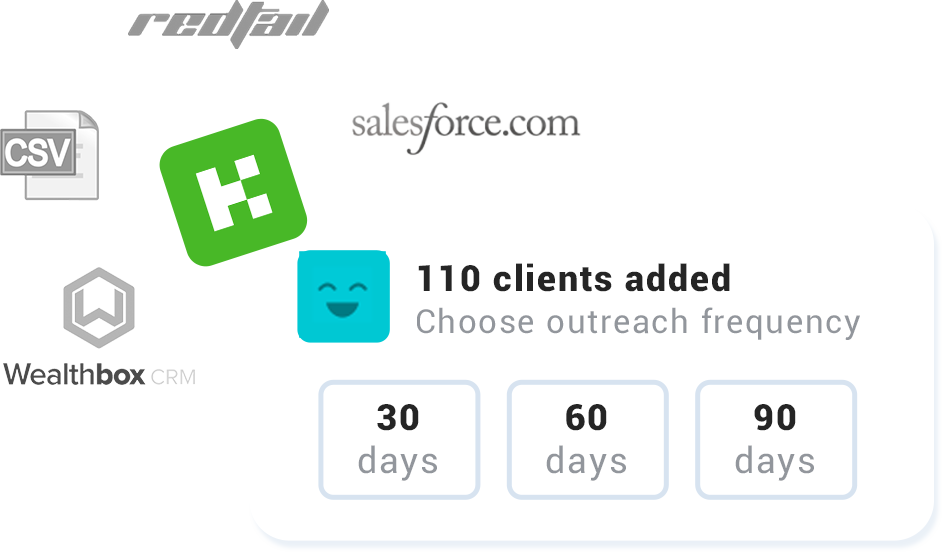 redtail
salesforce.com
CSV
K
110 clients added
Choose outreach frequency
Wealthbox CRM
30
days
60
days
90
days